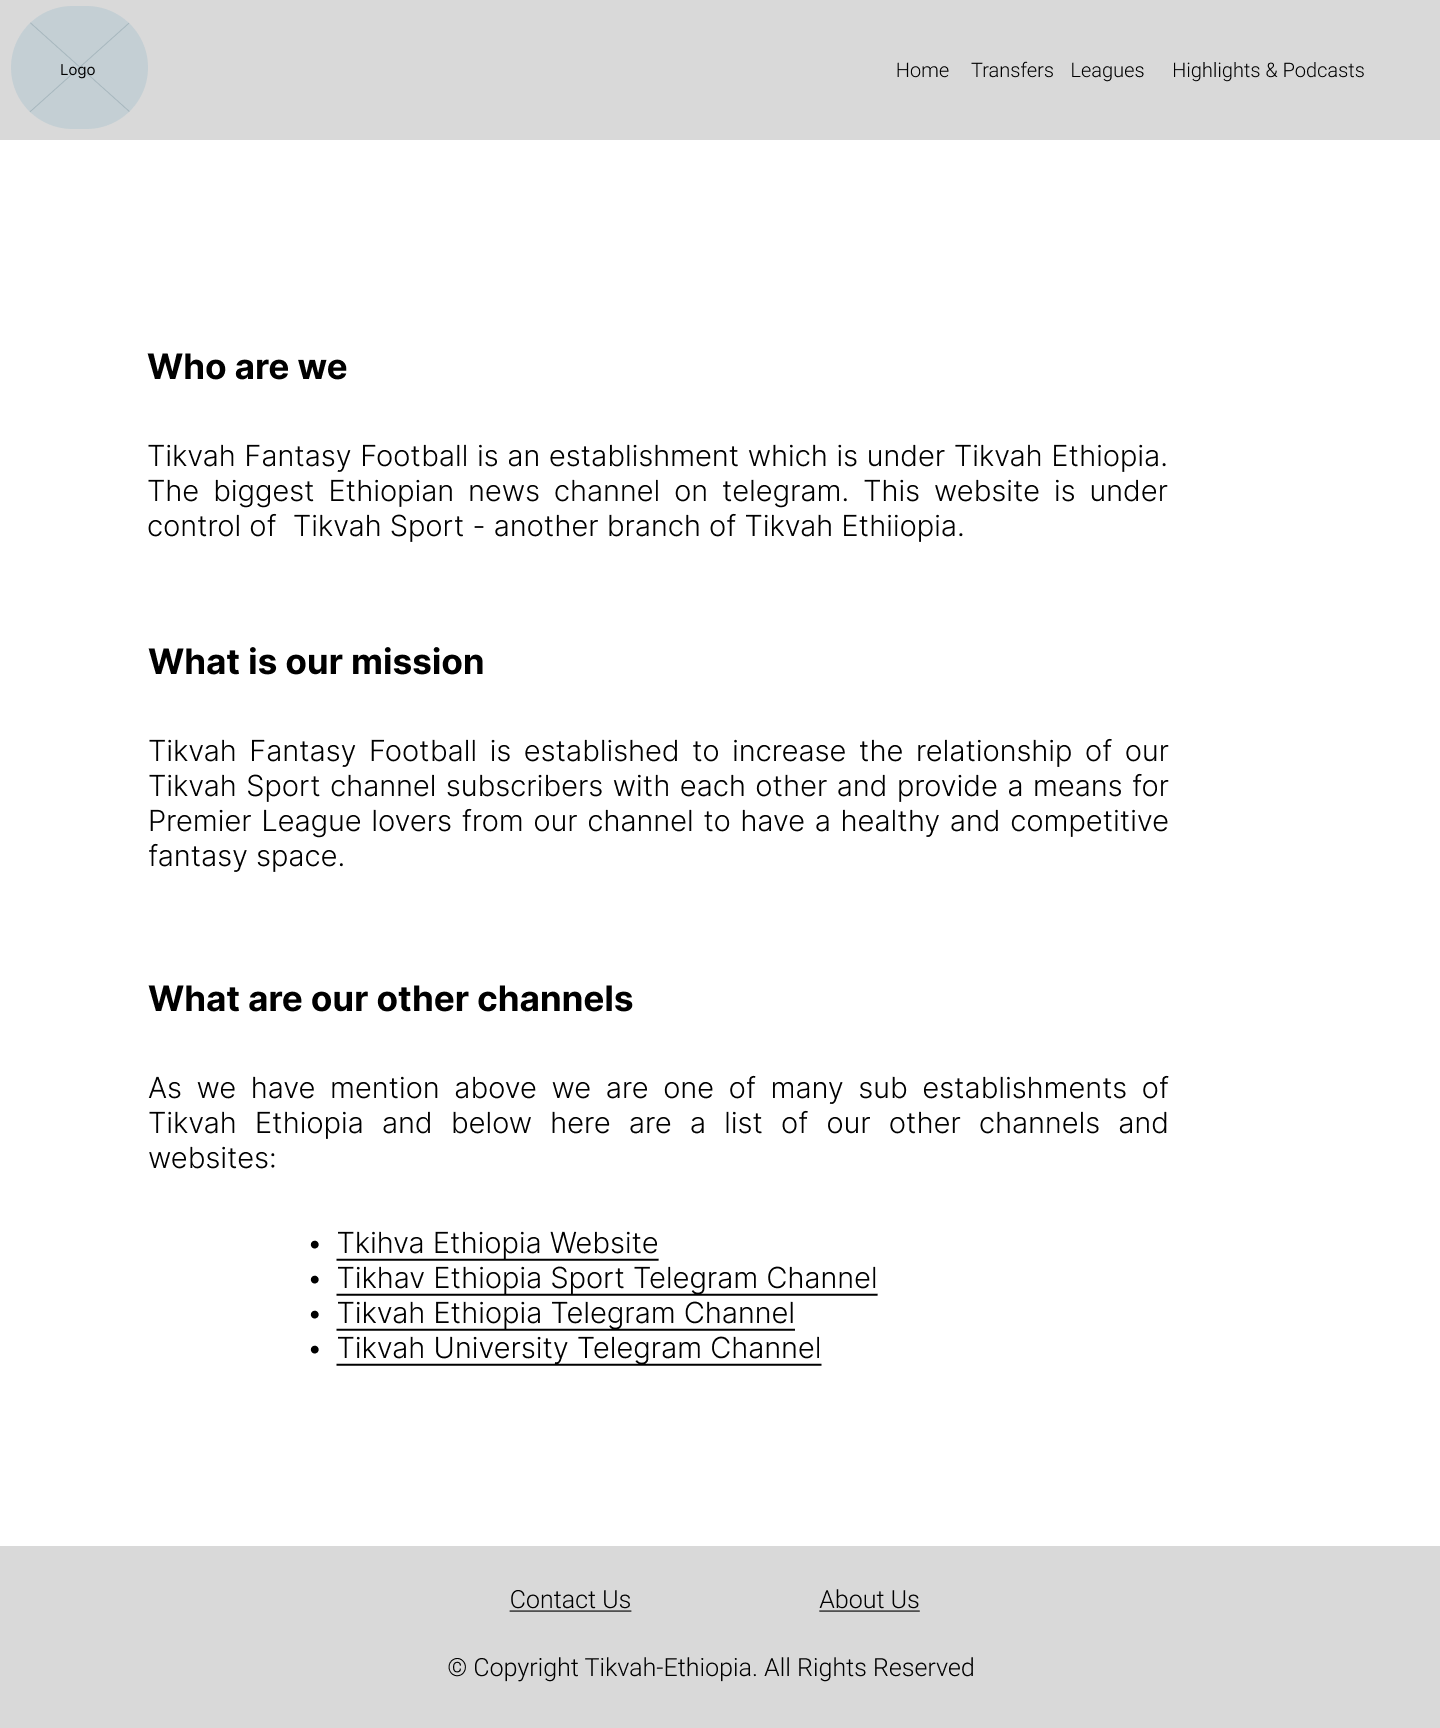 Logo
Home Transfers Leagues Highlights & Podcasts
Who are we
Tikvah Fantasy Football is an establishment which is under Tikvah Ethiopia.
The biggest Ethiopian news channel on telegram. This website is under
control of  Tikvah Sport - another branch of Tikvah Ethiiopia.
What is our mission
Tikvah Fantasy Football is established to increase the relationship of our
Tikvah Sport channel subscribers with each other and provide a means for
Premier League lovers from our channel to have a healthy and competitive
fantasy space.
What are our other channels
As we have mention above we are one of many sub establishments of
Tikvah Ethiopia and below here are a list of our other channels and
websites:
• Tkihva Ethiopia Website
• Tikhav Ethiopia Sport Telegram Channel
• Tikvah Ethiopia Telegram Channel
• Tikvah University Telegram Channel
Contact Us About Us
© Copyright Tikvah-Ethiopia. All Rights Reserved